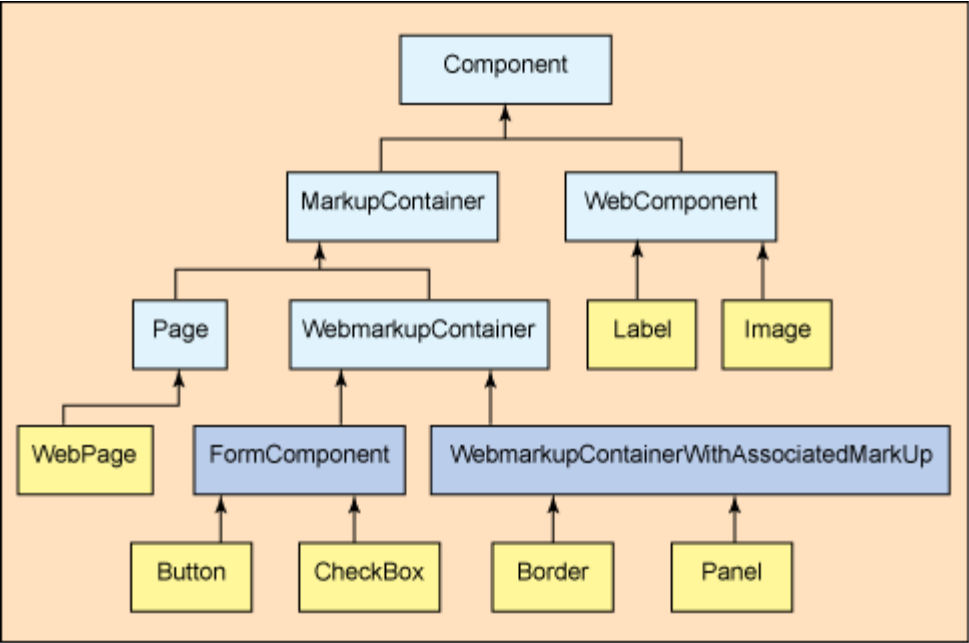 Component
MarkupContainer
WebComponent
Page
WebmarkupContainer
Label
Image
WebPage
FormComponent
WebmarkupContainerWithAssociatedMarkUp
Button
CheckBox
Border
Panel